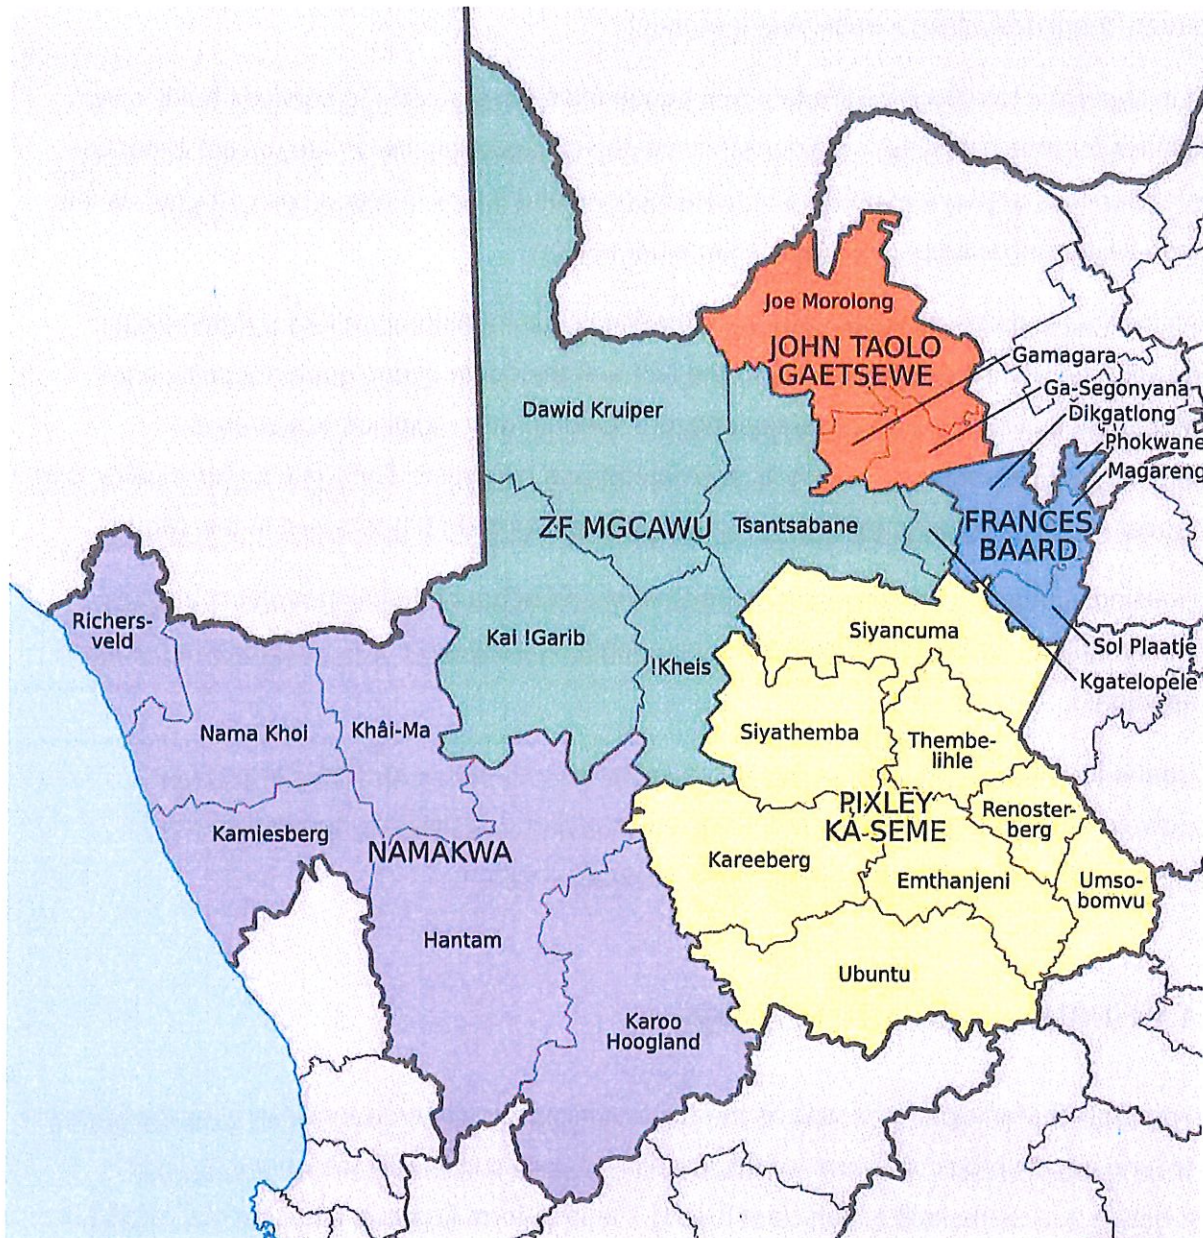 Joe Morolong
JOHN TAOLO
GAETSEWE
Gamagara
Ga-Segonyana
Dikgatlong
Phokwane
Magareng
Dawid Kruiper
ZF MGCAWU
Tsantsabane
FRANCES
BAARD
Richers-
veld
Kai !Garib
!Kheis
Siyancuma
Sol Plaatje
Kgatelopele
Nama Khoi
Khâi-Ma
Siyathemba
Thembe-
lihle
PIXLEY
KA SEME
Renoster-
berg
Kamiesberg
NAMAKWA
Kareeberg
Emthanjeni
Umso-
bomvu
Hantam
Ubuntu
Karoo
Hoogland